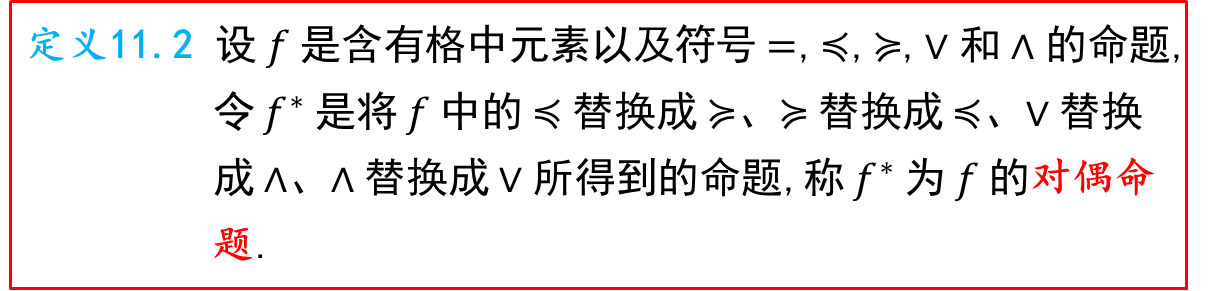 定义11.2 设 f 是含有格中元素以及符号 =, ≼, ≽, ∨ 和 ∧ 的命题,
令 f* 是将 f 中的 ≼ 替换成 ≽、≽ 替换成 ≼、∨ 替换
成 ∧、∧ 替换成 ∨ 所得到的命题, 称 f* 为 f 的对偶命
题.